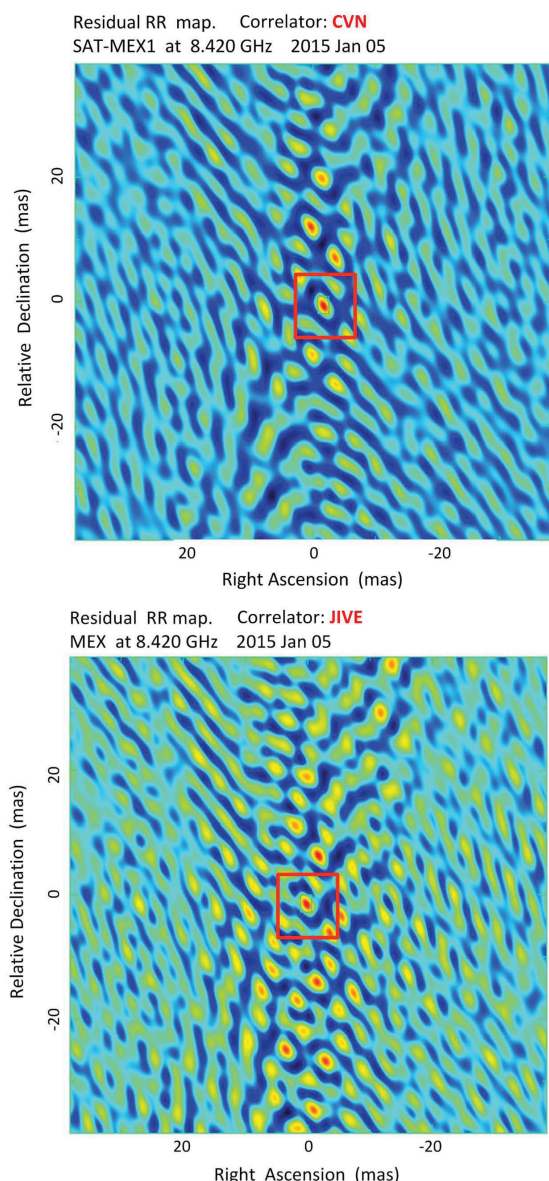 Residual RR map. Correlator: CVN
SAT-MEX1 at 8.420 GHz 2015 Jan 05
Relative Declination (mas)
20
0
-20
20 0 -20
Right Ascension (mas)
Residual RR map. Correlator: JIVE
MEX at 8.420 GHz 2015 Jan 05
Relative Declination (mas)
20
0
-20
20 0 -20
Right Ascension (mas)